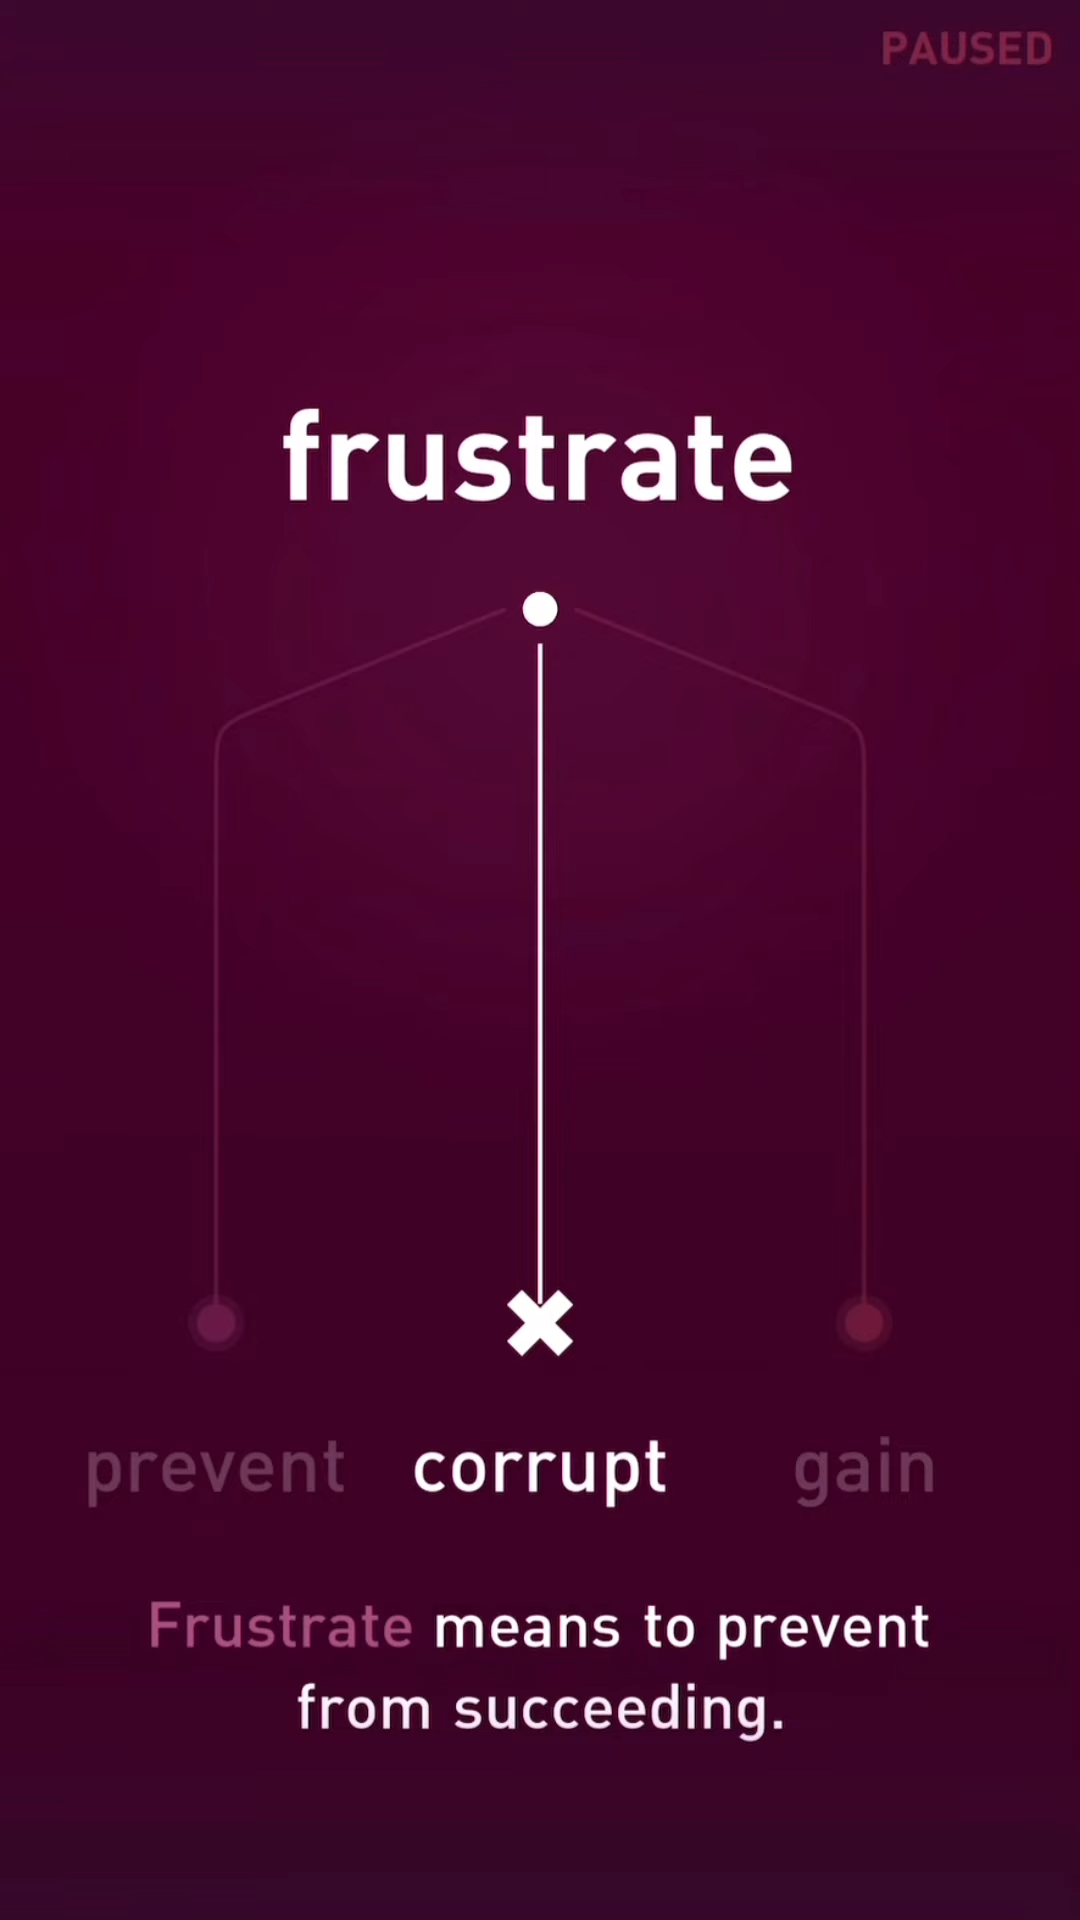 PAUSED
frustrate
prevent corrupt gain
Frustrate means to prevent
from succeeding.